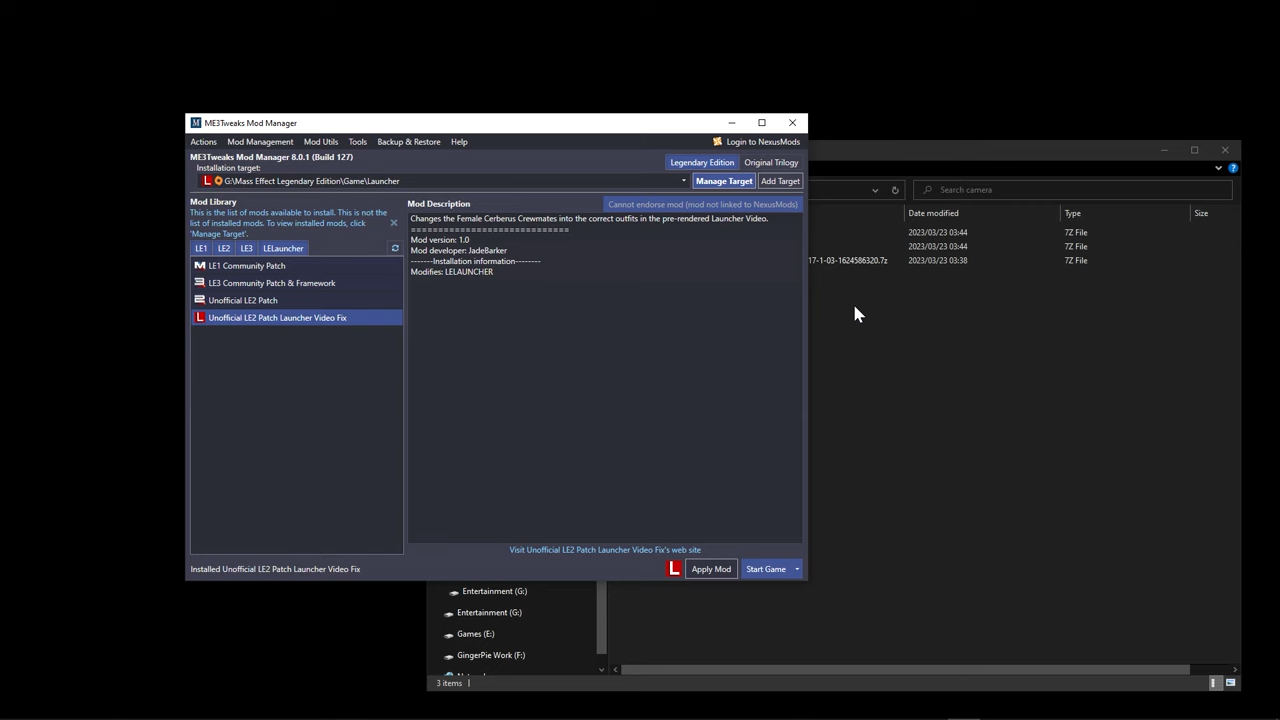 ME3Tweaks Mod Manager
Actions Mod Management Mod Utils Tools Backup & Restore Help Login to NexusMods
ME3Tweaks Mod Manager 8.0.1 (Build 127)
Legendary Edition Original Trilogy
Installation target:
G:\Mass Effect Legendary Edition\Game\Launcher
Manage Target Add Target
Mod Library
This is the list of mods available to install. This is not the
list of installed mods. To view installed mods, click
'Manage Target'.
LE1 LE2 LE3 LELauncher
LE1 Community Patch
LE3 Community Patch & Framework
Unofficial LE2 Patch
Unofficial LE2 Patch Launcher Video Fix
Mod Description
Cannot endorse mod (mod not linked to NexusMods)
Changes the Female Cerberus Crewmates into the correct outfits in the pre-rendered Launcher Video.
============================
Mod version: 1.0
Mod developer: JadeBarker
-------Installation information--------
Modifies: LELAUNCHER
Visit Unofficial LE2 Patch Launcher Video Fix's web site
Installed Unofficial LE2 Patch Launcher Video Fix
L Apply Mod Start Game
Search camera
Date modified Type Size
2023/03/23 03:44 7Z File
2023/03/23 03:44 7Z File
17-1-03-1624586320.7z 2023/03/23 03:38 7Z File
Entertainment (G:)
Entertainment (G:)
Games (E:)
GingerPie Work (F:)
3 items